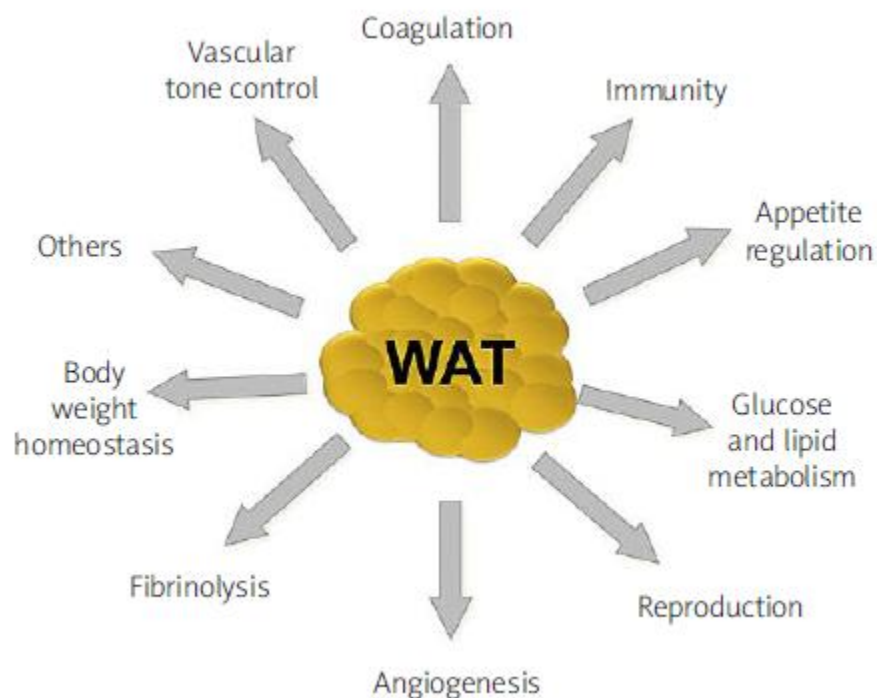 Coagulation
Vascular
tone control
Immunity
Appetite
regulation
Others
WAT
Body
weight
homeostasis
Glucose
and lipid
metabolism
Fibrinolysis
Reproduction
Angiogenesis